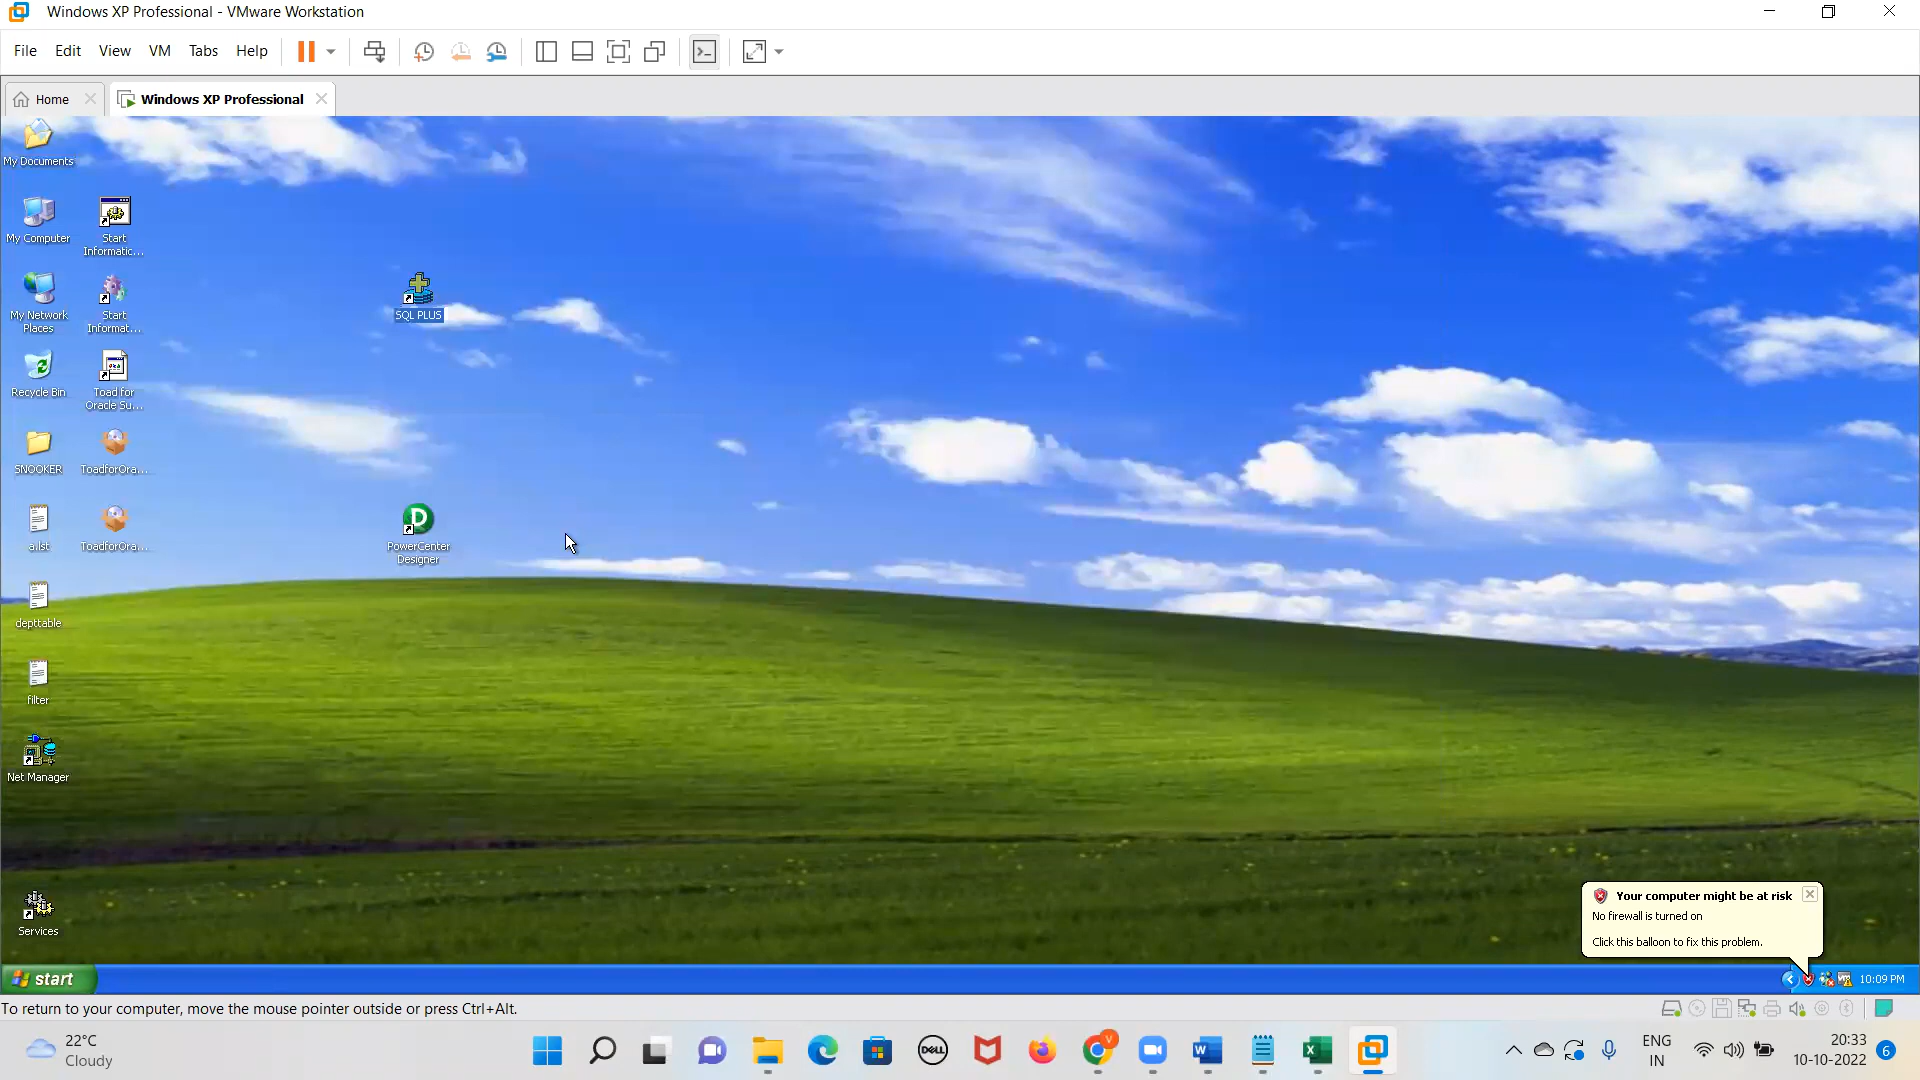 Windows XP Professional - VMware Workstation
File Edit View VM Tabs Help
Home
Windows XP Professional
My Documents
My Computer
Start Informatic...
My Network Places
Start Informat...
SQL PLUS
Recycle Bin
Toad for Oracle Su...
SNOOKER
ToadforOra...
a.lst
ToadforOra...
D
PowerCenter Designer
depttable
filter
Net Manager
Services
Your computer might be at risk
No firewall is turned on
Click this balloon to fix this problem.
start
10:09 PM
To return to your computer, move the mouse pointer outside or press Ctrl+Alt.
22°C
Cloudy
DELL
V
ENG
IN
20:33
10-10-2022
6